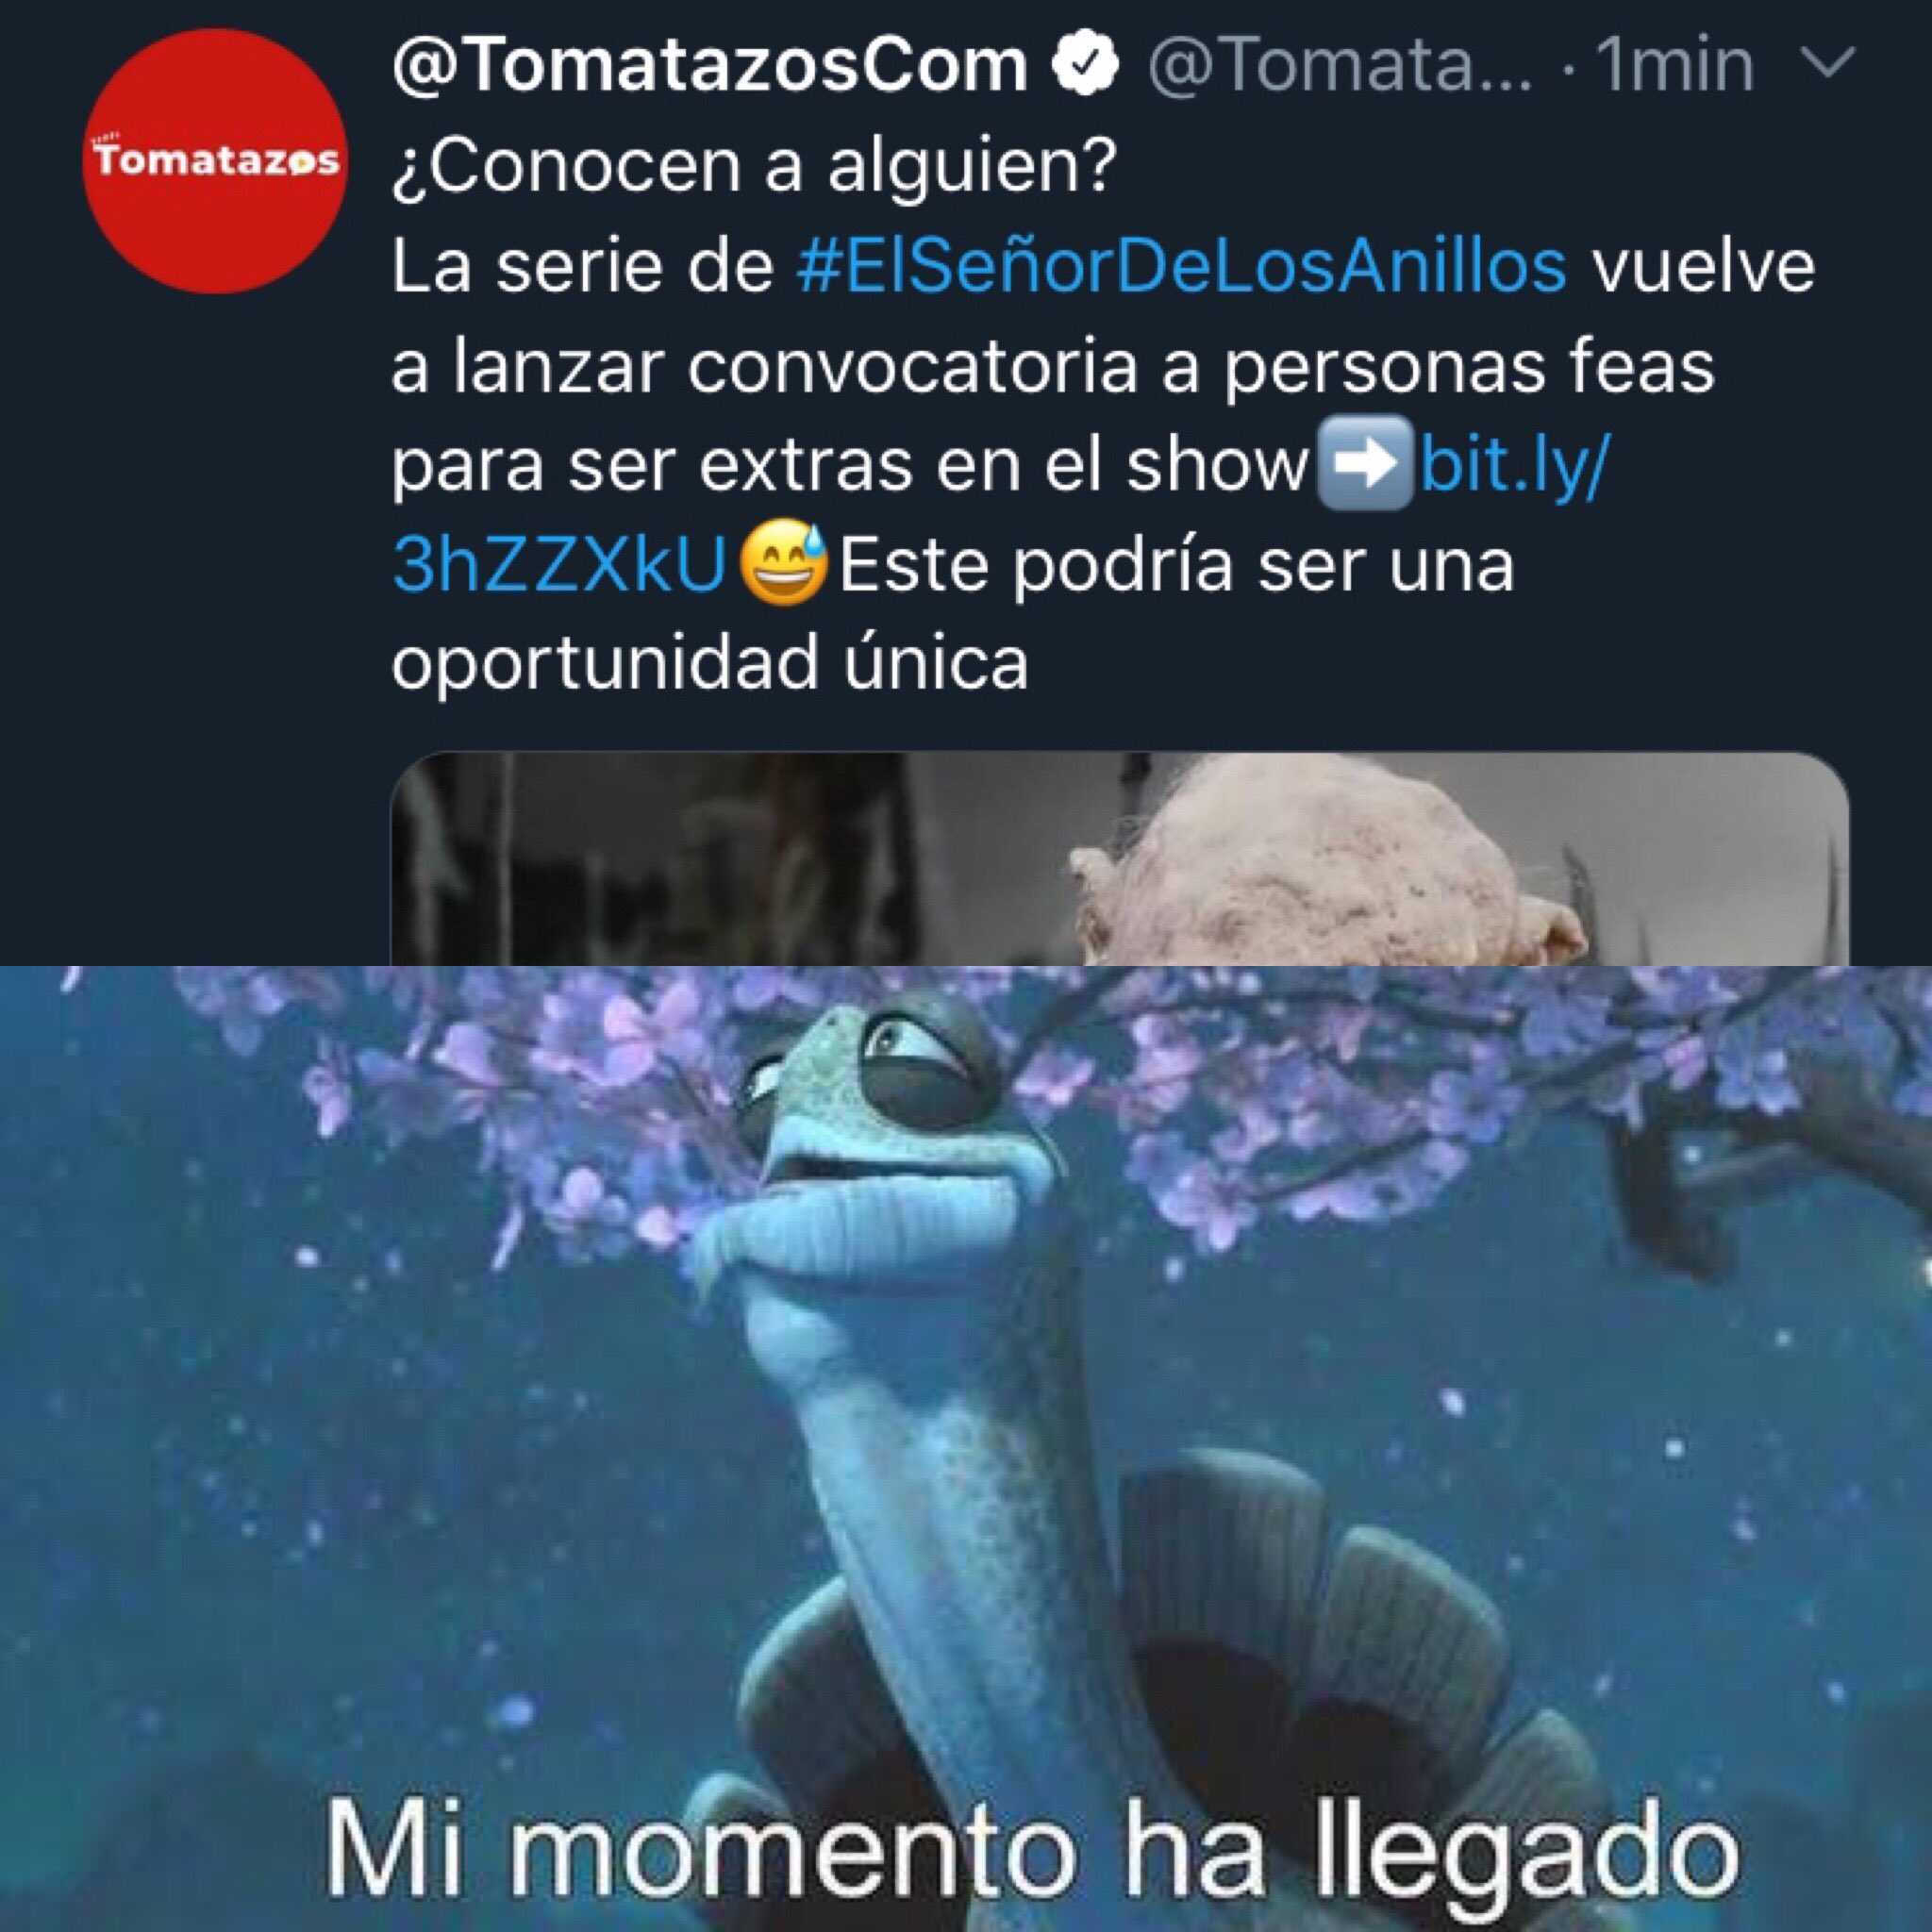 @TomatazosCom @Tomata... · 1min
Tomatazos
¿Conocen a alguien?
La serie de #ElSeñorDeLosAnillos vuelve
a lanzar convocatoria a personas feas
para ser extras en el show➡️bit.ly/
3hZZXkU😅Este podría ser una
oportunidad única
Mi momento ha llegado